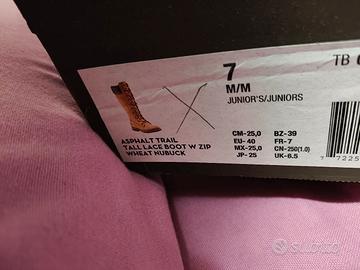 7
TB
M/M
JUNIOR'S/JUNIORS
ASPHALT TRAIL
TALL LACE BOOT W ZIP
WHEAT NUBUCK
CM-25,0 BZ-39
EU-40 FR-7
MX-25,0 CN-250(1.0)
JP-25 UK-6.5
7225
subito